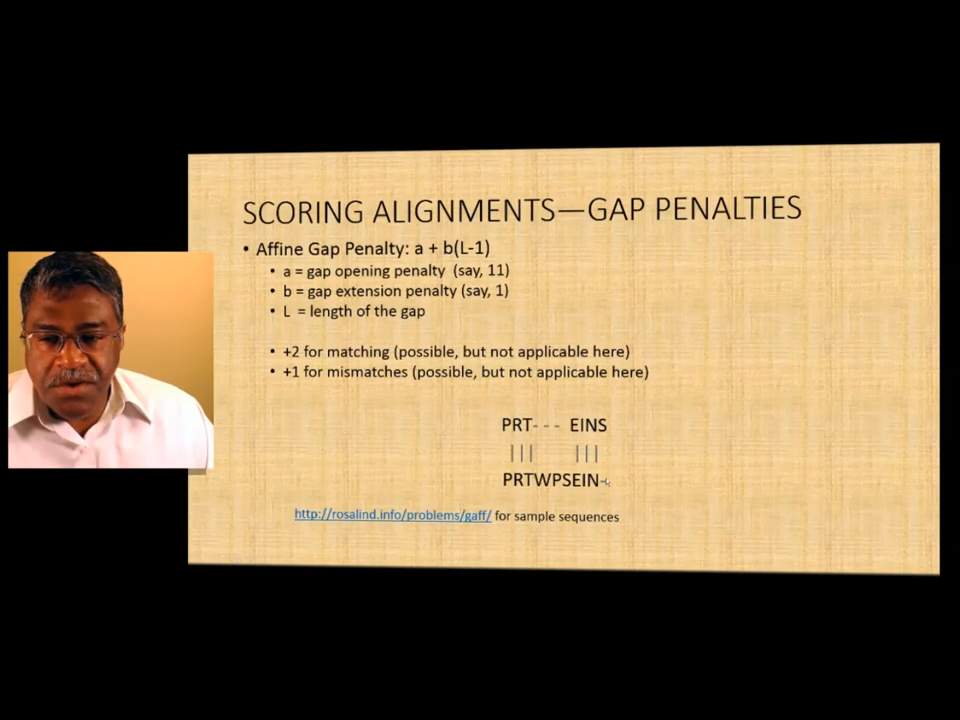 SCORING ALIGNMENTS—GAP PENALTIES
• Affine Gap Penalty: a + b(L-1)
• a = gap opening penalty (say, 11)
• b = gap extension penalty (say, 1)
• L = length of the gap
• +2 for matching (possible, but not applicable here)
• +1 for mismatches (possible, but not applicable here)
PRT- - - EINS
||| |||
PRTWPSEIN-
http://rosalind.info/problems/gaff/ for sample sequences